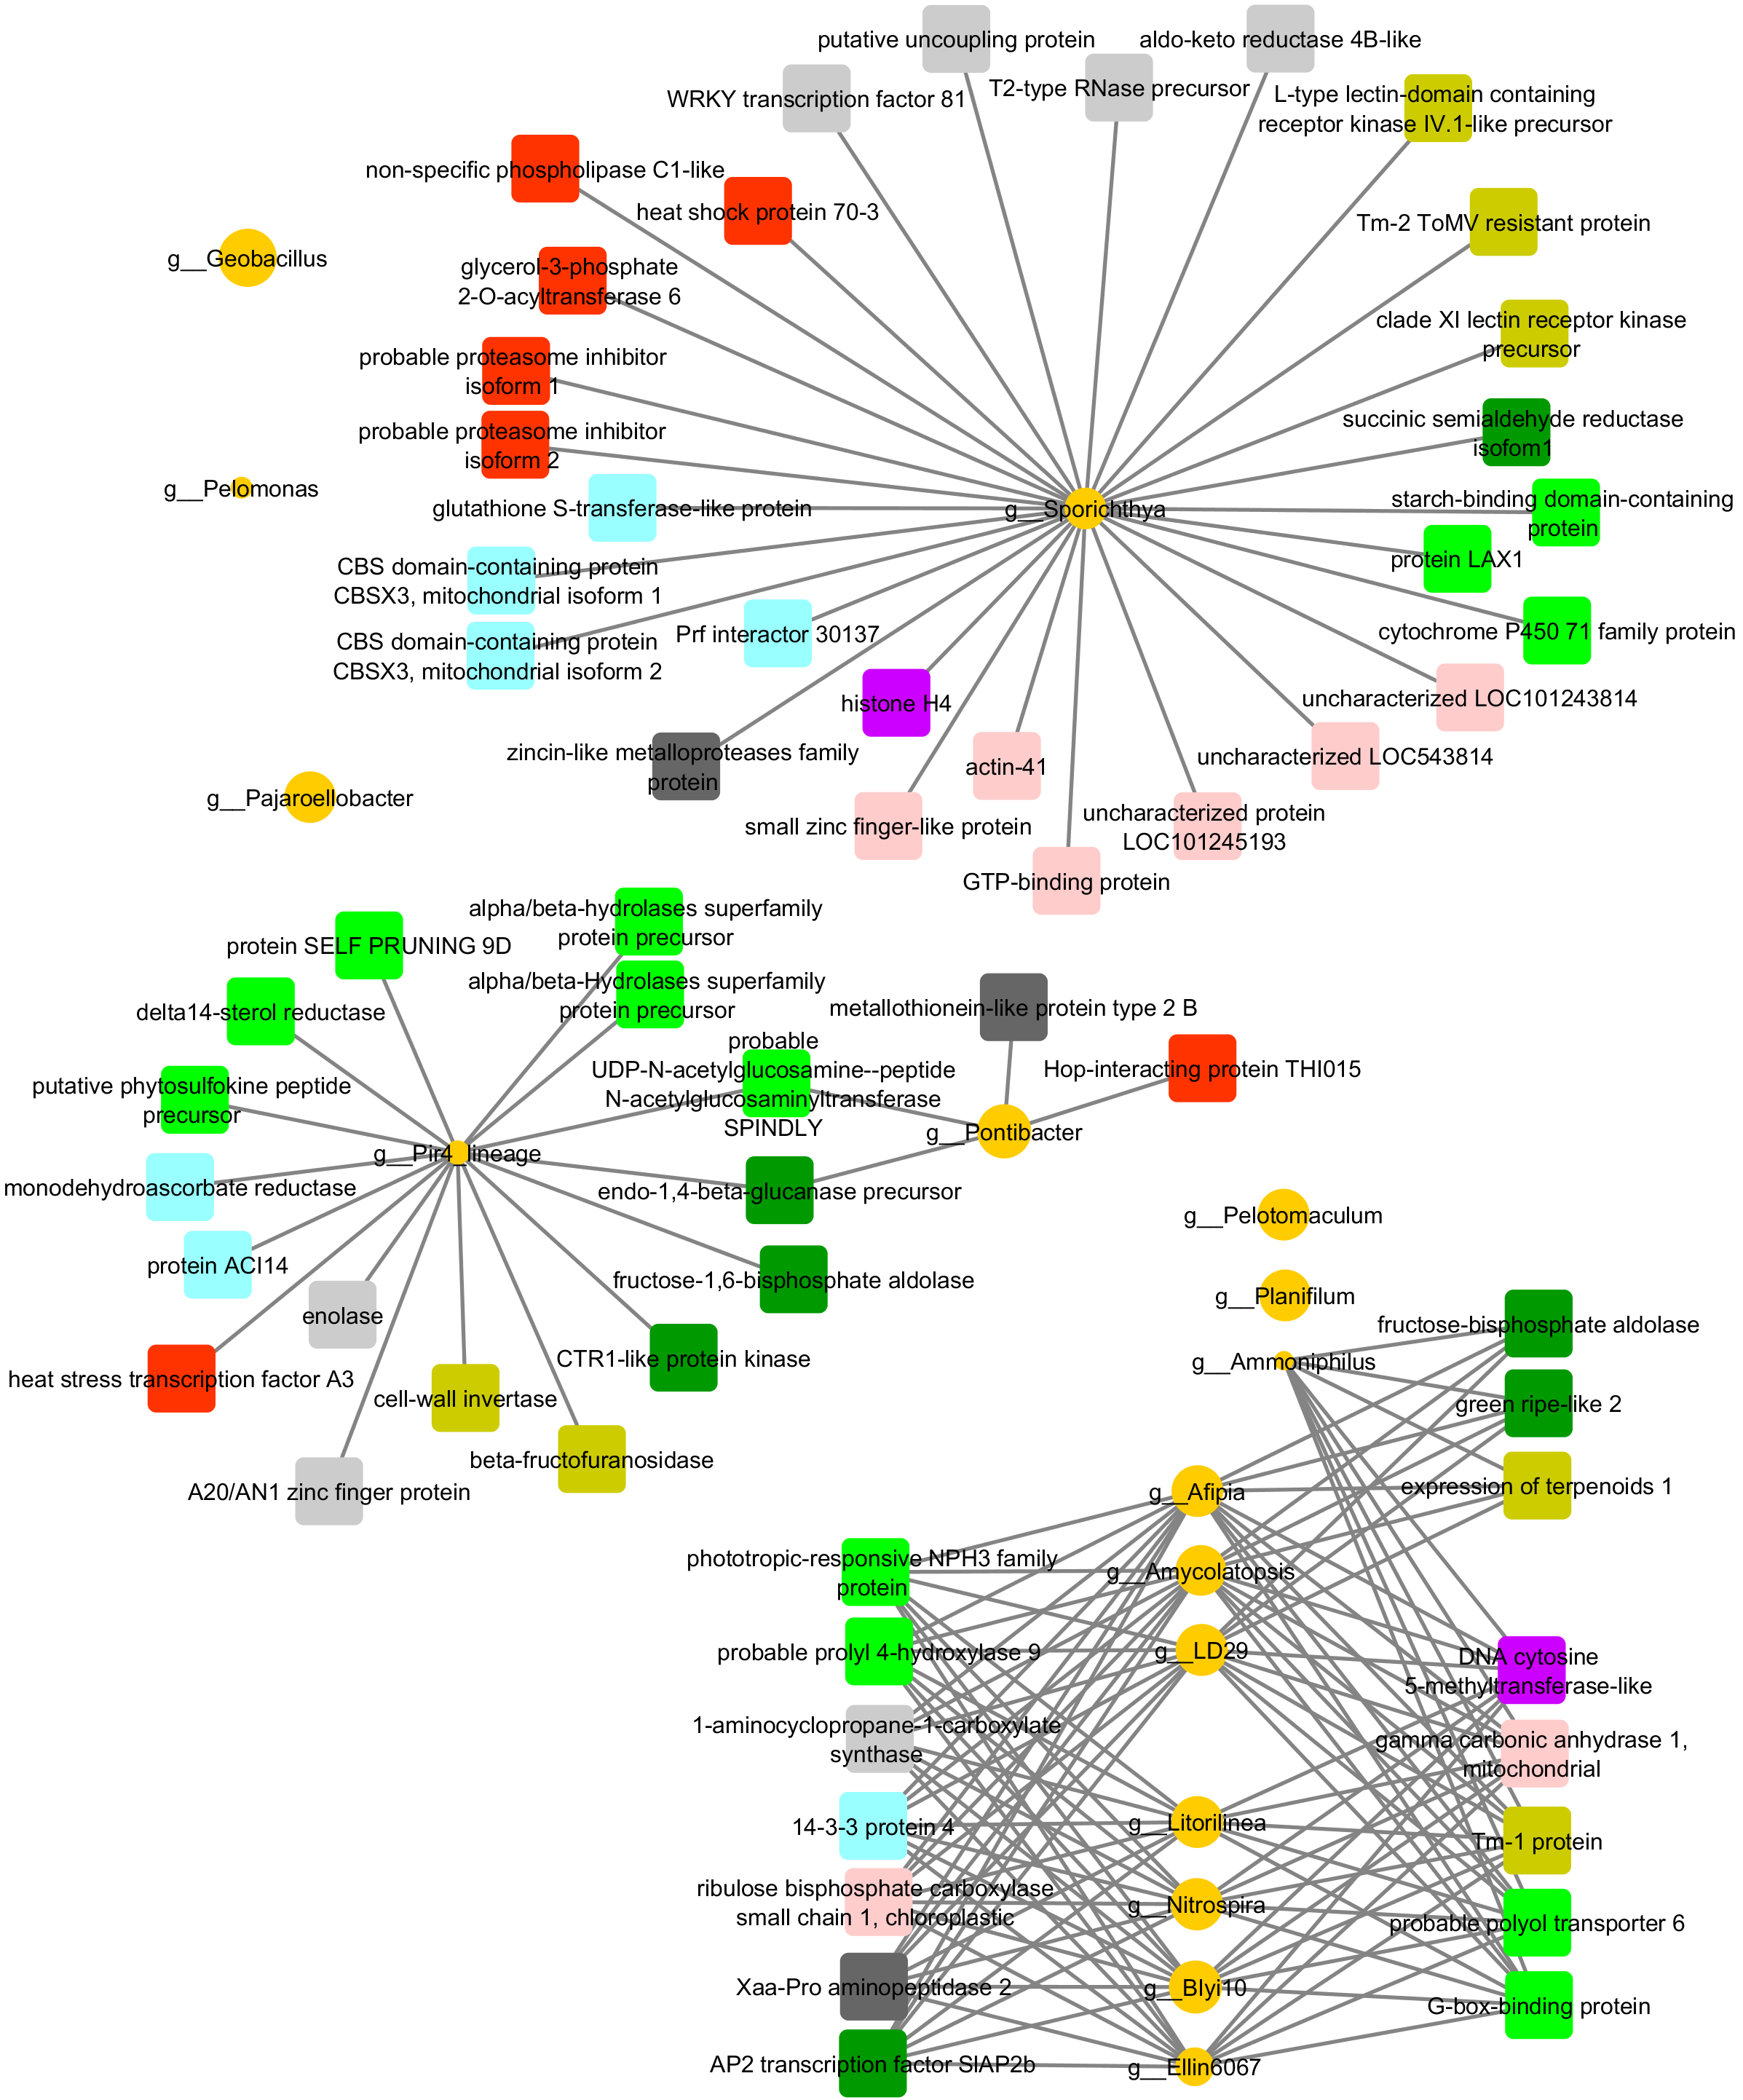 putative uncoupling protein
aldo-keto reductase 4B-like
WRKY transcription factor 81
T2-type RNase precursor
L-type lectin-domain containing
receptor kinase IV.1-like precursor
non-specific phospholipase C1-like
heat shock protein 70-3
Tm-2 ToMV resistant protein
g__Geobacillus
glycerol-3-phosphate
2-O-acyltransferase 6
clade XI lectin receptor kinase
precursor
probable proteasome inhibitor
isoform 1
succinic semialdehyde reductase
isofom1
probable proteasome inhibitor
isoform 2
g__Pelomonas
glutathione S-transferase-like protein
g__Sporichthya
starch-binding domain-containing
protein
protein LAX1
CBS domain-containing protein
CBSX3, mitochondrial isoform 1
Prf interactor 30137
cytochrome P450 71 family protein
CBS domain-containing protein
CBSX3, mitochondrial isoform 2
histone H4
uncharacterized LOC101243814
zincin-like metalloproteases family
protein
actin-41
uncharacterized LOC543814
g__Pajaroellobacter
small zinc finger-like protein
uncharacterized protein
LOC101245193
GTP-binding protein
alpha/beta-hydrolases superfamily
protein precursor
protein SELF PRUNING 9D
alpha/beta-Hydrolases superfamily
protein precursor
delta14-sterol reductase
metallothionein-like protein type 2 B
probable
UDP-N-acetylglucosamine--peptide
N-acetylglucosaminyltransferase
SPINDLY
Hop-interacting protein THI015
putative phytosulfokine peptide
precursor
g__Pontibacter
g__Pir4_lineage
monodehydroascorbate reductase
endo-1,4-beta-glucanase precursor
g__Pelotomaculum
protein ACI14
fructose-1,6-bisphosphate aldolase
g__Planifilum
enolase
fructose-bisphosphate aldolase
CTR1-like protein kinase
g__Ammoniphilus
heat stress transcription factor A3
cell-wall invertase
green ripe-like 2
beta-fructofuranosidase
A20/AN1 zinc finger protein
g__Afipia
expression of terpenoids 1
phototropic-responsive NPH3 family
protein
g__Amycolatopsis
probable prolyl 4-hydroxylase 9
g__LD29
DNA cytosine
5-methyltransferase-like
1-aminocyclopropane-1-carboxylate
synthase
gamma carbonic anhydrase 1,
mitochondrial
14-3-3 protein 4
g__Litorilinea
Tm-1 protein
ribulose bisphosphate carboxylase
small chain 1, chloroplastic
g__Nitrospira
probable polyol transporter 6
Xaa-Pro aminopeptidase 2
g__Blyi10
G-box-binding protein
AP2 transcription factor SlAP2b
g__Ellin6067